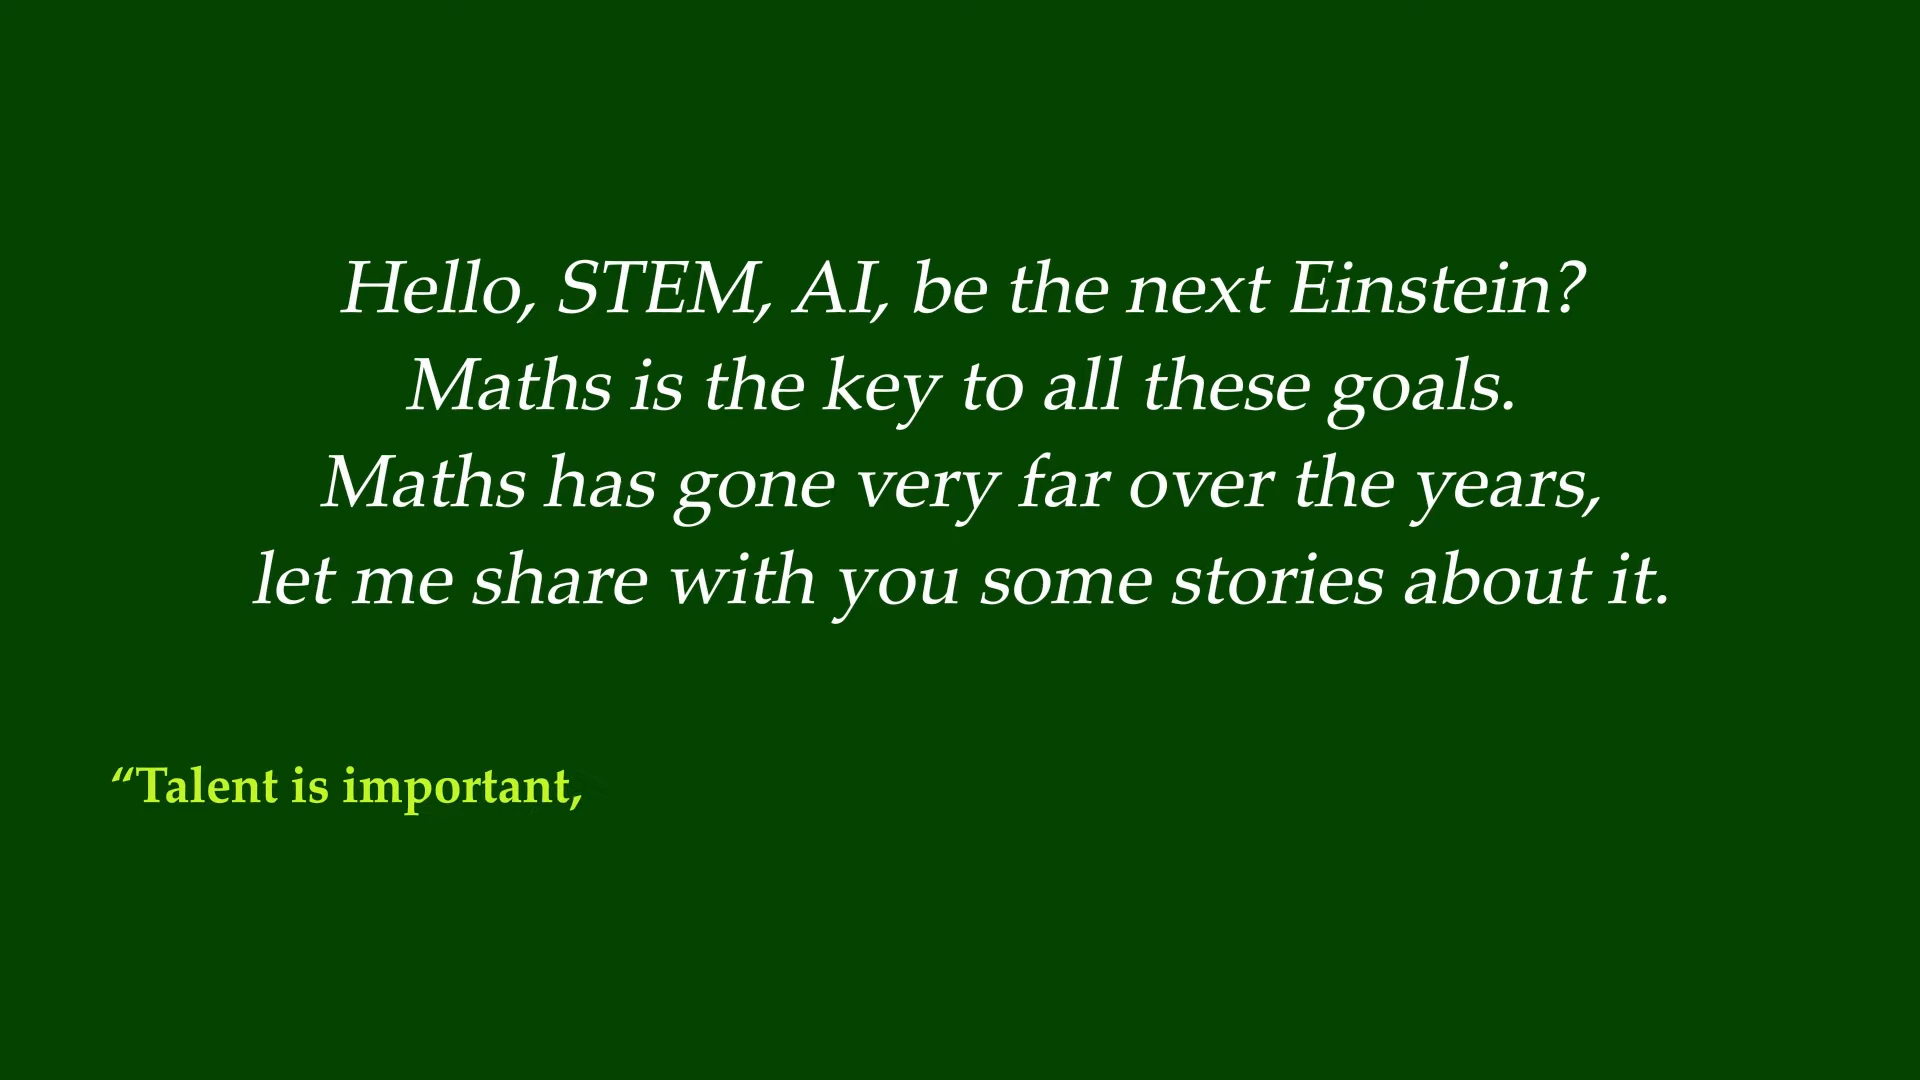 Hello, STEM, AI, be the next Einstein?
Maths is the key to all these goals.
Maths has gone very far over the years,
let me share with you some stories about it.
“Talent is important,